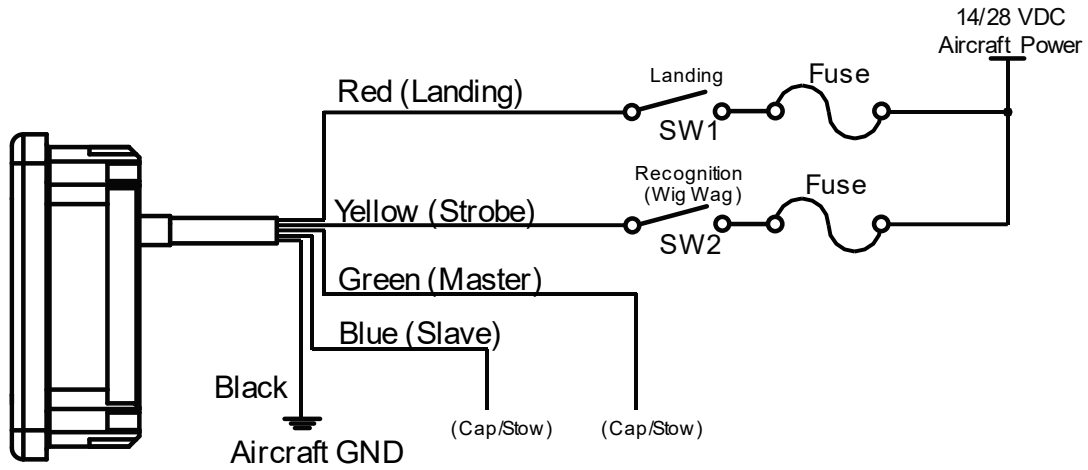 14/28 VDC
Aircraft Power
Landing
Fuse
Red (Landing)
SW1
Recognition
(Wig Wag)
Fuse
Yellow (Strobe)
SW2
Green (Master)
Blue (Slave)
Black
(Cap/Stow)
(Cap/Stow)
Aircraft GND